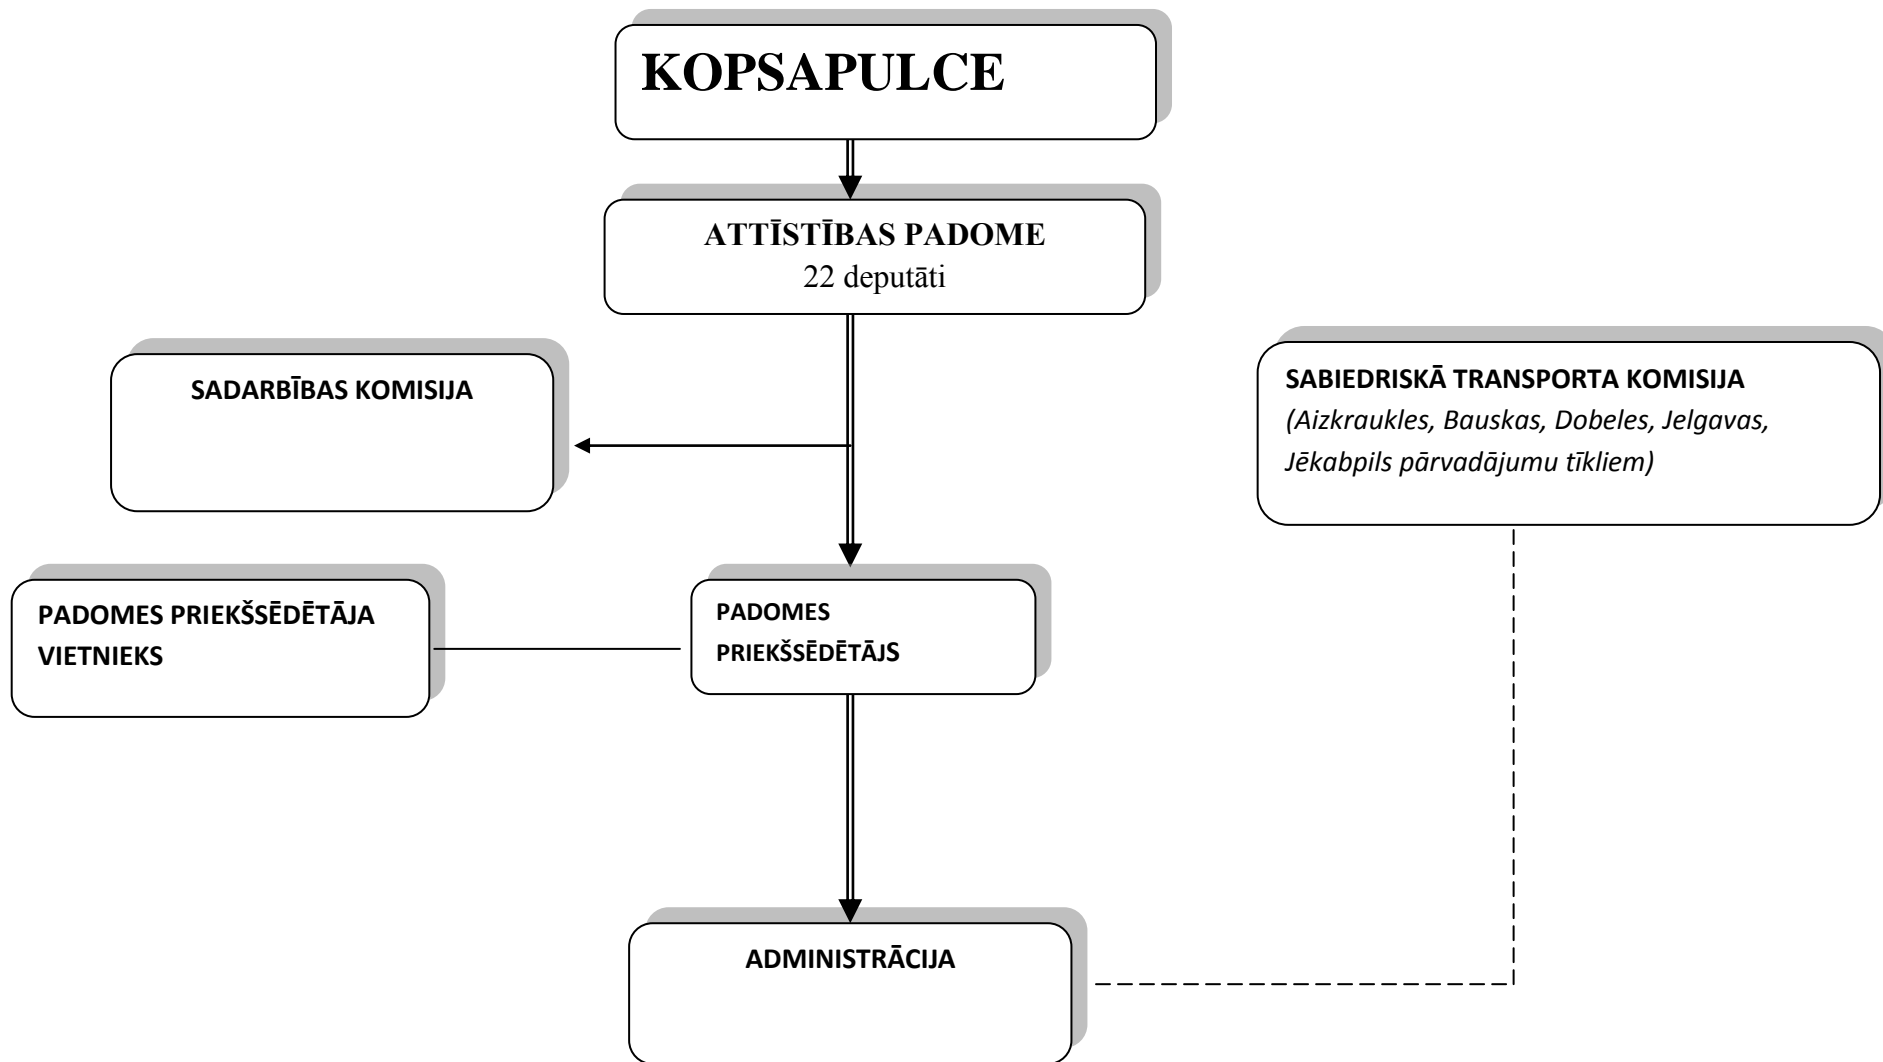 KOPSAPULCE
ATTĪSTĪBAS PADOME
22 deputāti
SADARBĪBAS KOMISIJA
SABIEDRISKĀ TRANSPORTA KOMISIJA
(Aizkraukles, Bauskas, Dobeles, Jelgavas,
Jēkabpils pārvadājumu tīkliem)
PADOMES PRIEKŠSĒDĒTĀJA
VIETNIEKS
PADOMES
PRIEKŠSĒDĒTĀJS
ADMINISTRĀCIJA